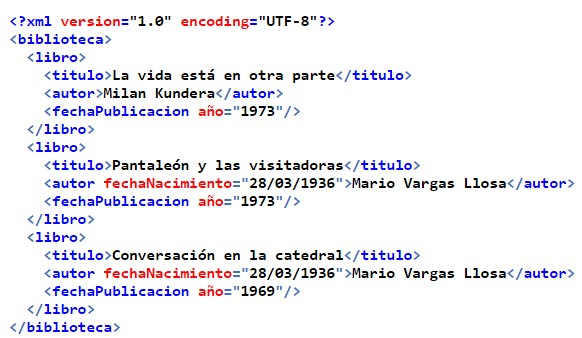 <?xml version="1.0" encoding="UTF-8"?>
<biblioteca>
  <libro>
    <titulo>La vida está en otra parte</titulo>
    <autor>Milan Kundera</autor>
    <fechaPublicacion año="1973"/>
  </libro>
  <libro>
    <titulo>Pantaleón y las visitadoras</titulo>
    <autor fechaNacimiento="28/03/1936">Mario Vargas Llosa</autor>
    <fechaPublicacion año="1973"/>
  </libro>
  <libro>
    <titulo>Conversación en la catedral</titulo>
    <autor fechaNacimiento="28/03/1936">Mario Vargas Llosa</autor>
    <fechaPublicacion año="1969"/>
  </libro>
</biblioteca>